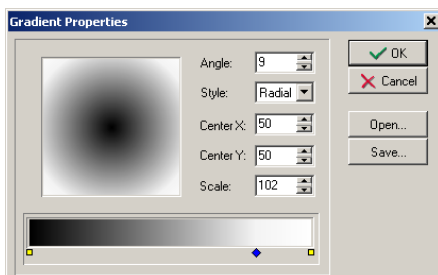 Gradient Properties
Angle: 9
Style: Radial
Center X: 50
Center Y: 50
Scale: 102
OK
Cancel
Open...
Save...